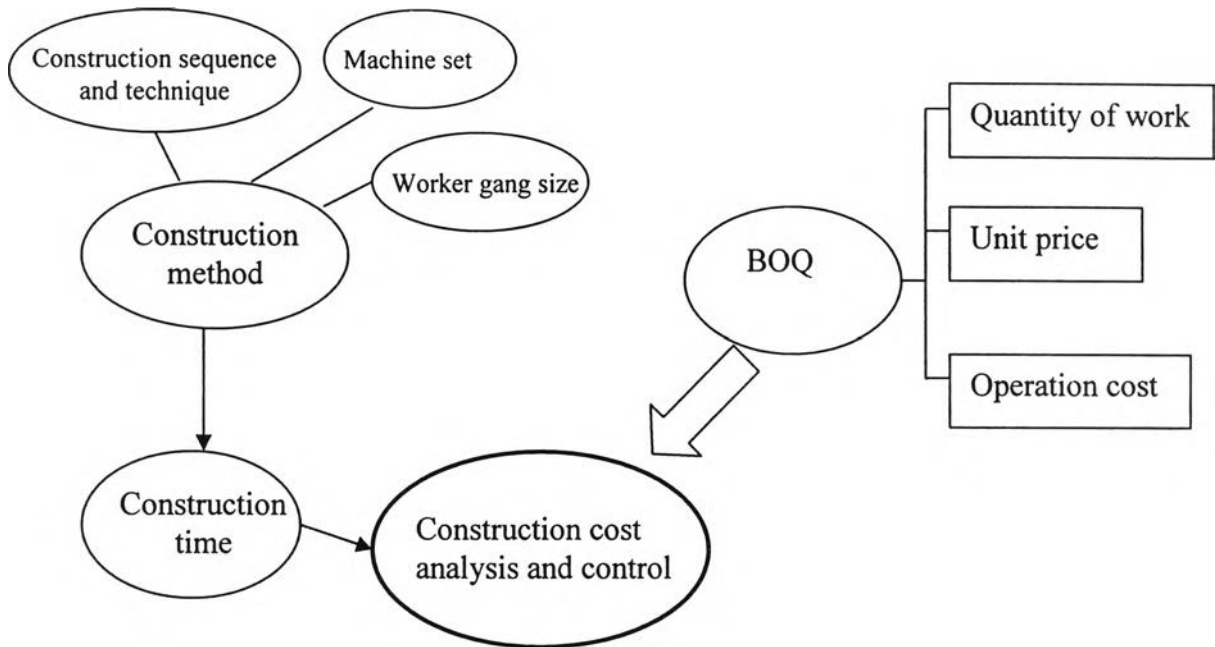 Construction sequence
and technique
Machine set
Worker gang size
Construction
method
Construction
time
Construction cost
analysis and control
BOQ
Quantity of work
Unit price
Operation cost